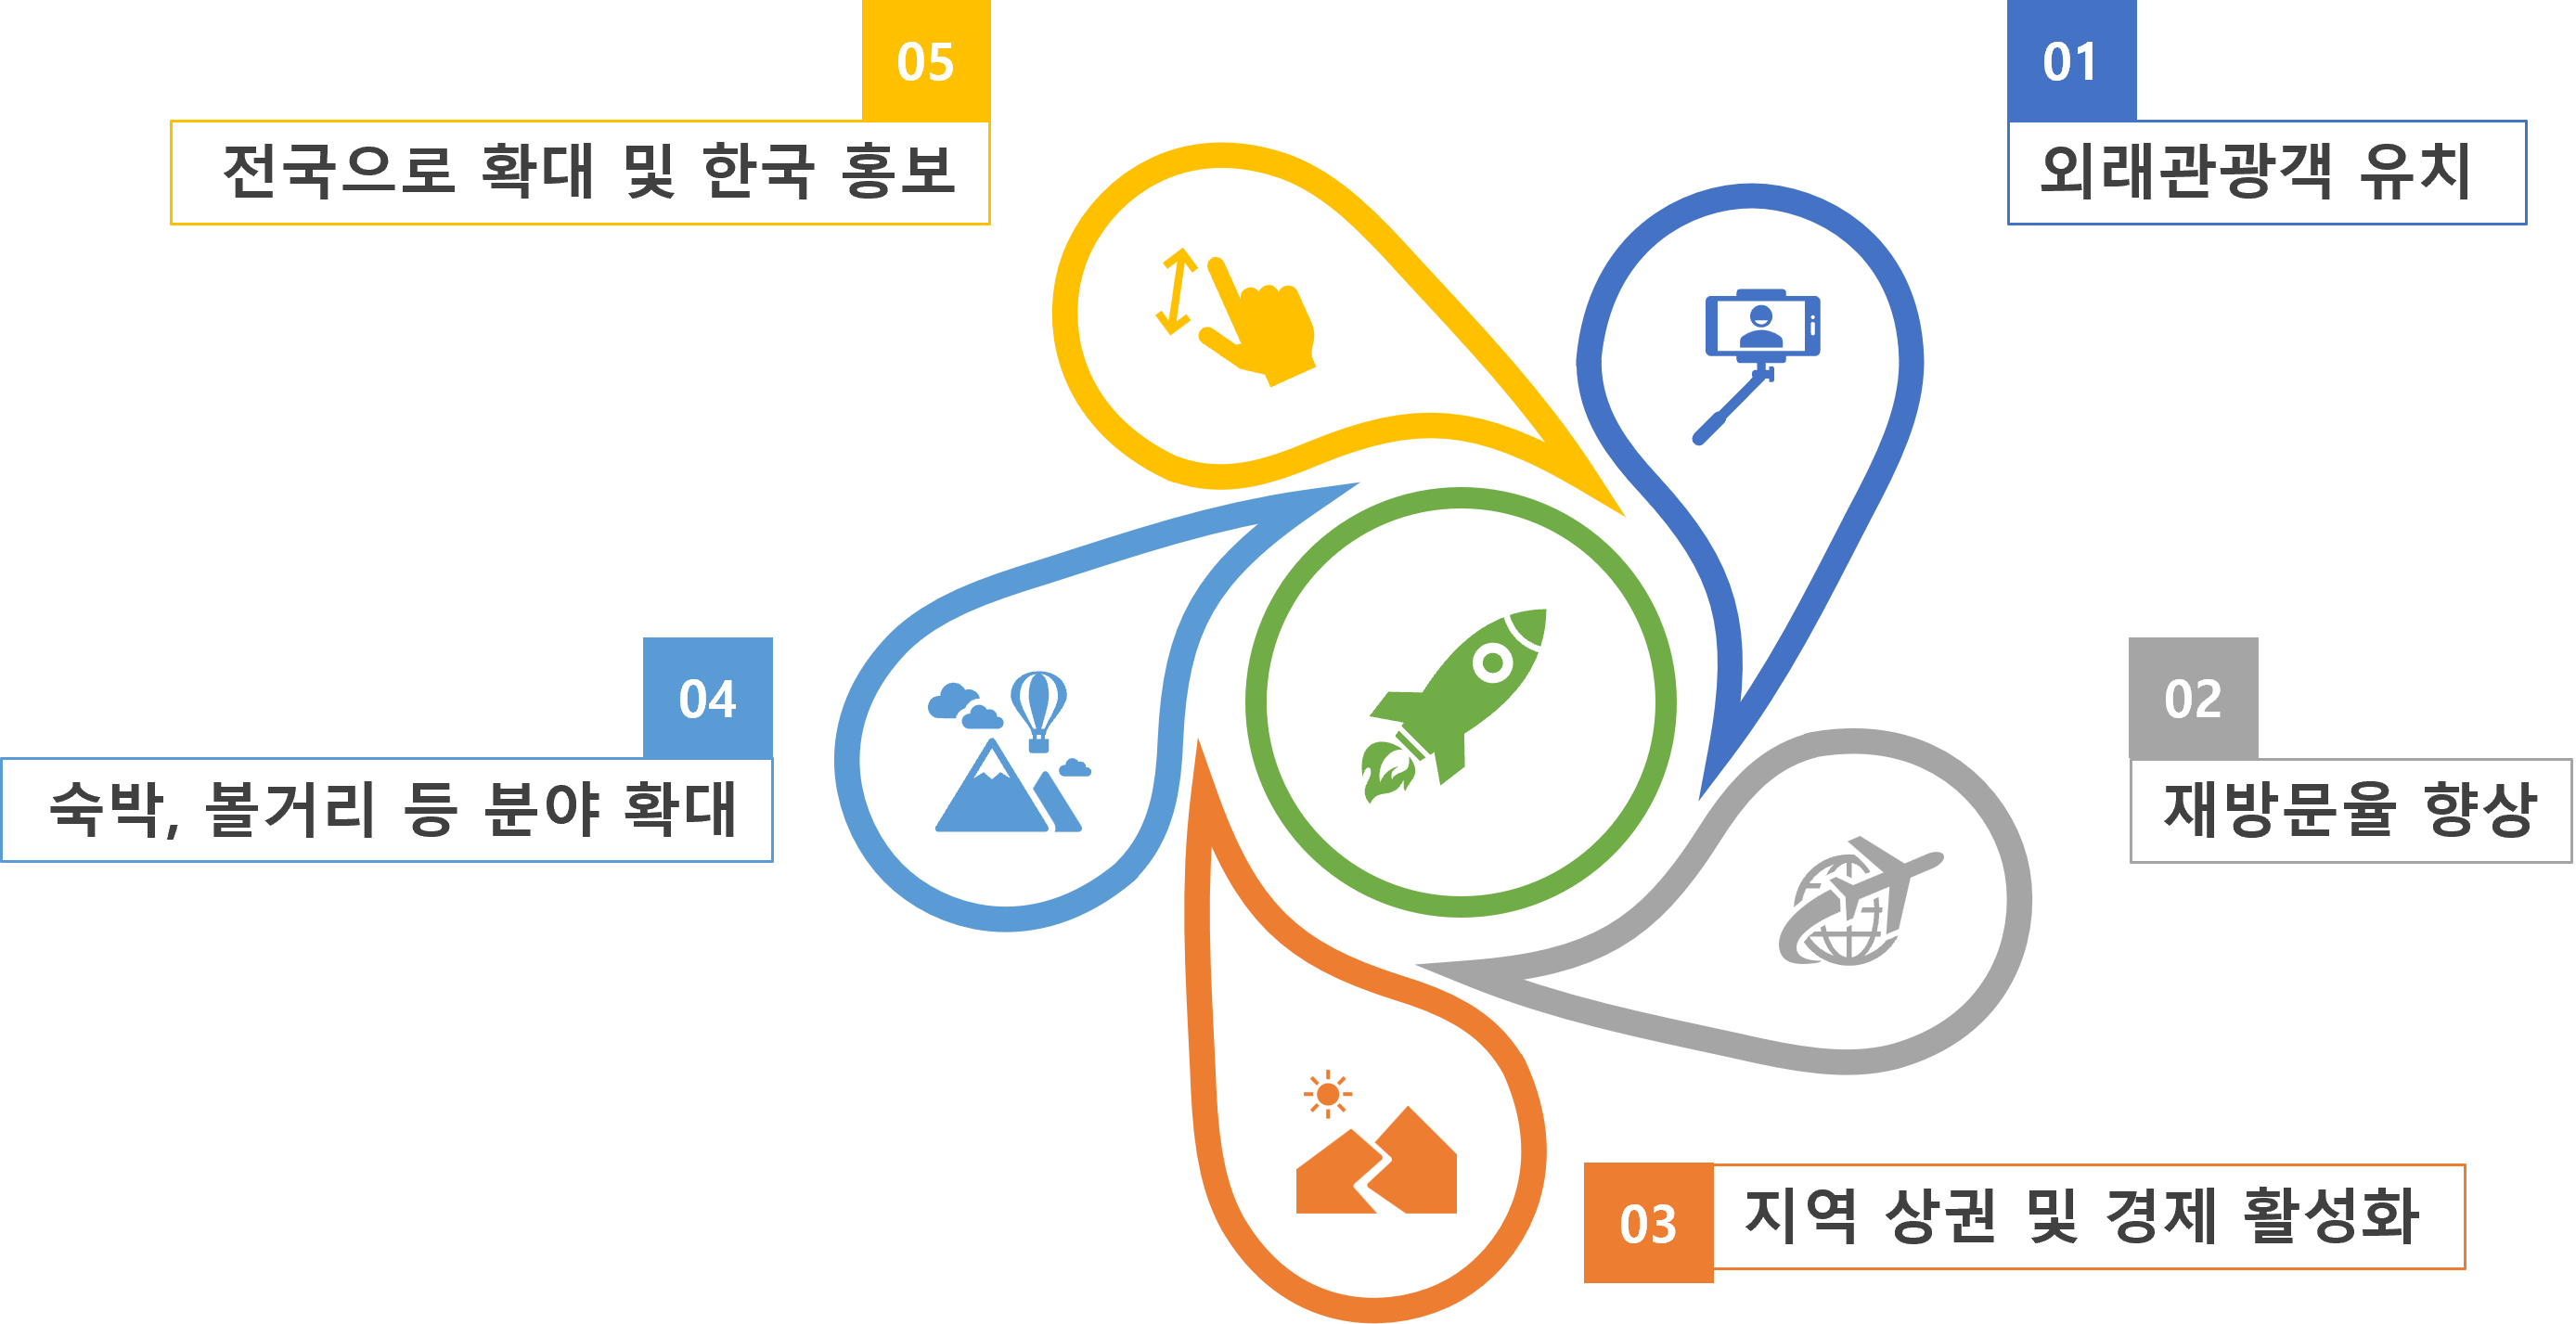 01
외래관광객 유치
02
재방문율 향상
03
지역 상권 및 경제 활성화
04
숙박, 볼거리 등 분야 확대
05
전국으로 확대 및 한국 홍보